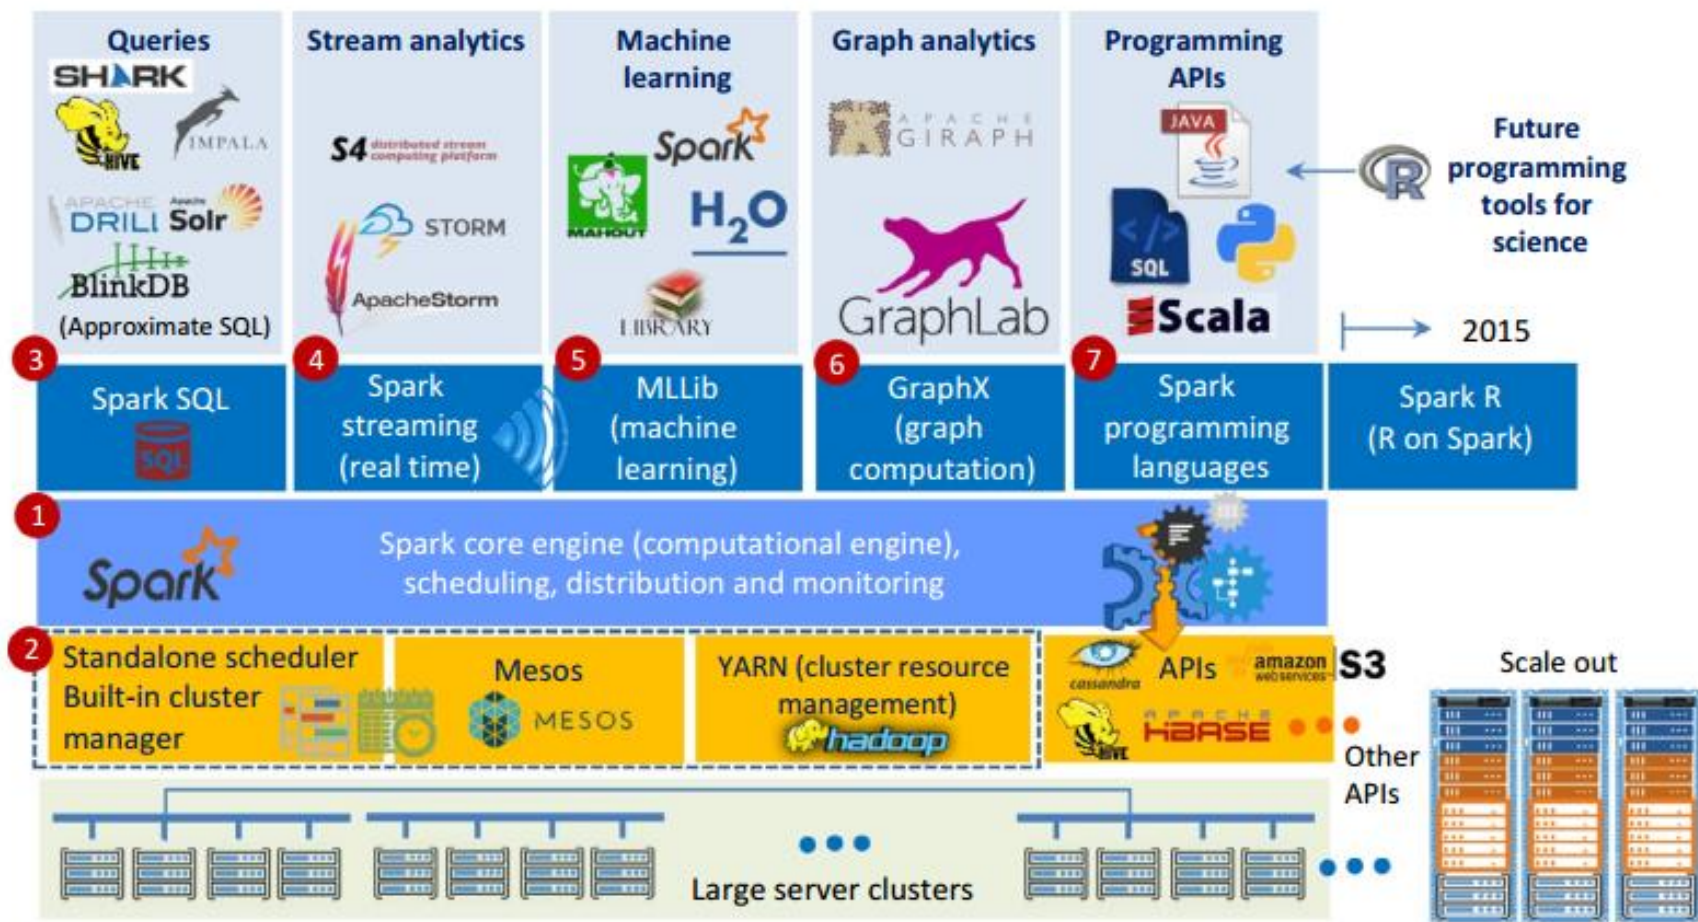 Queries
SHARK
HIVE
IMPALA
APACHE
DRILL
Apache
Solr
BlinkDB
(Approximate SQL)
Stream analytics
S4 distributed stream
computing platform
STORM
ApacheStorm
Machine
learning
Spark
MAHOUT
H2O
LIBRARY
Graph analytics
APACHE
GIRAPH
GraphLab
Programming
APIs
JAVA
</>
SQL
Scala
R
Future
programming
tools for
science
2015
3
Spark SQL
SQL
4
Spark
streaming
(real time)
5
MLLib
(machine
learning)
6
GraphX
(graph
computation)
7
Spark
programming
languages
Spark R
(R on Spark)
1
Spark
Spark core engine (computational engine),
scheduling, distribution and monitoring
2
Standalone scheduler
Built-in cluster
manager
Mesos
MESOS
YARN (cluster resource
management)
hadoop
cassandra
APIs
amazon
webservices
S3
HIVE
APACHE
HBASE
Other
APIs
Scale out
Large server clusters